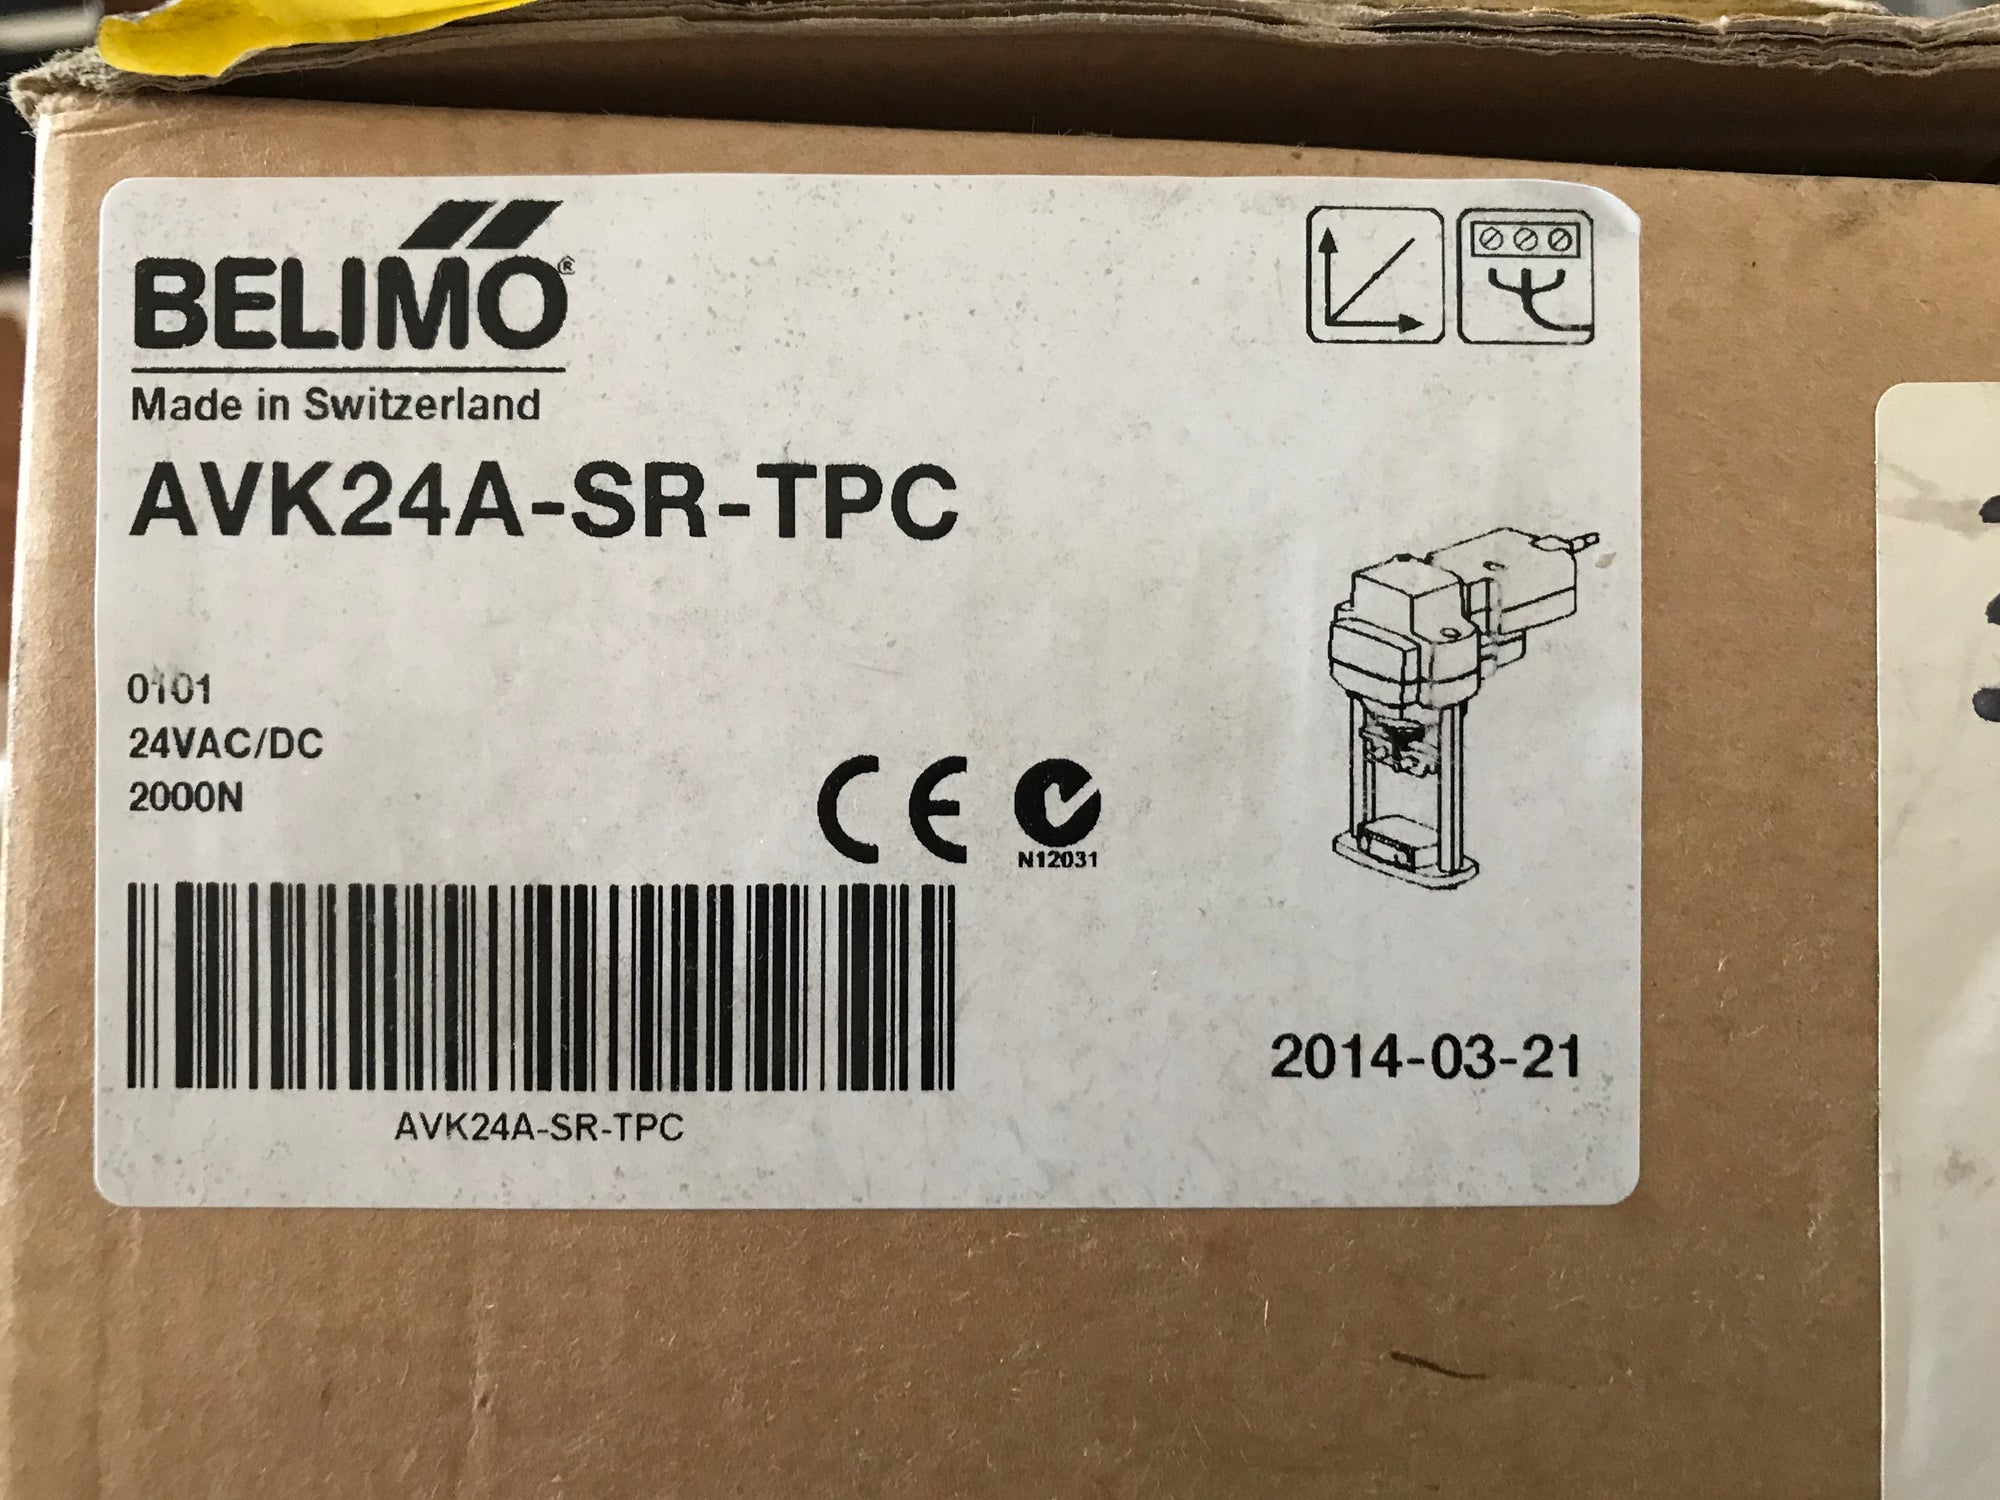 BELIMO®
Made in Switzerland
AVK24A-SR-TPC
0101
24VAC/DC
2000N
CE
N12031
AVK24A-SR-TPC
2014-03-21